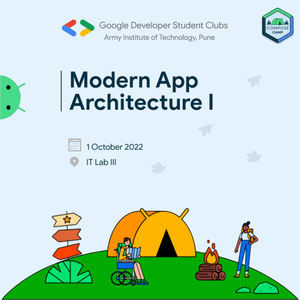 Google Developer Student Clubs
Army Institute of Technology, Pune
COMPOSE
CAMP
Modern App
Architecture I
1 October 2022
IT Lab III